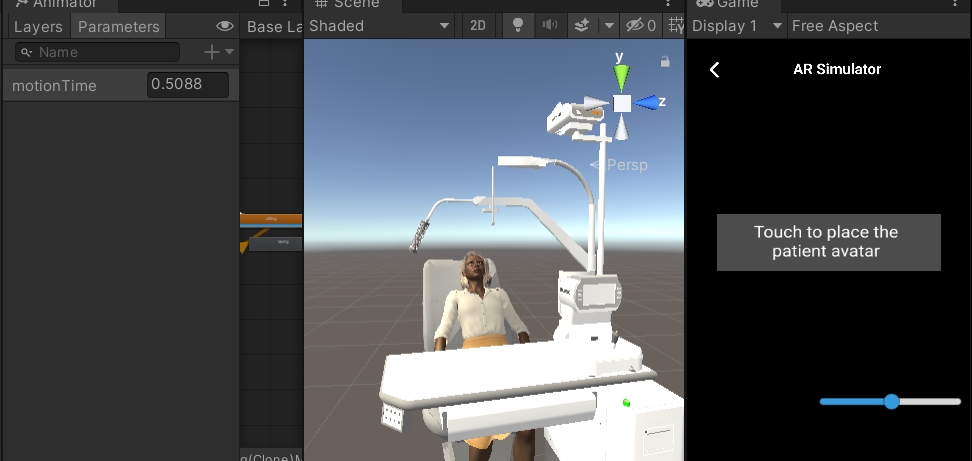 Animator
Layers
Parameters
Base La
Name
motionTime
0.5088
Scene
Shaded
2D
0
y
z
Persp
Game
Display 1
Free Aspect
AR Simulator
Touch to place the
patient avatar
g(Clone)